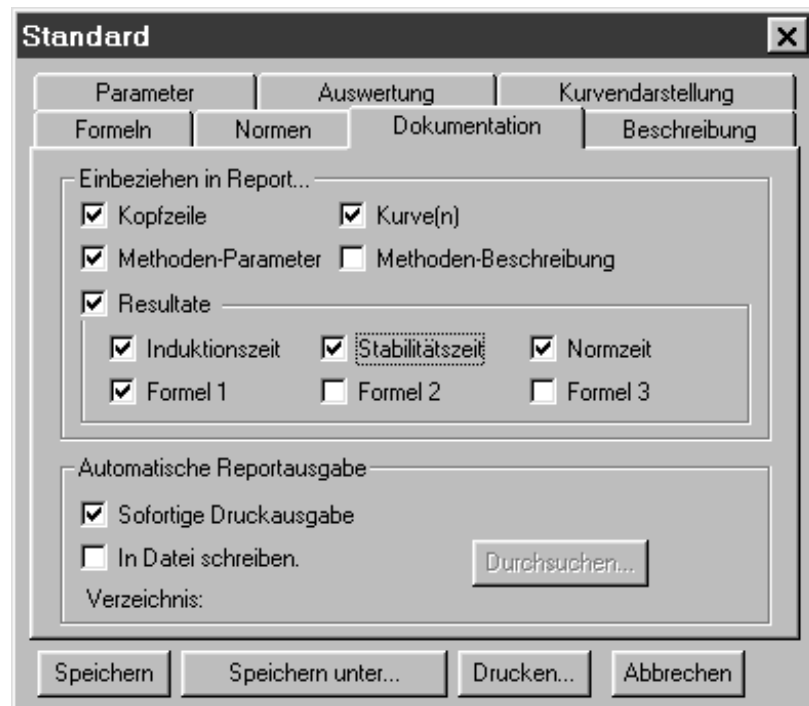 Standard
Parameter Auswertung Kurvendarstellung
Formeln Normen Dokumentation Beschreibung
Einbeziehen in Report...
Kopfzeile Kurve(n)
Methoden-Parameter Methoden-Beschreibung
Resultate
Induktionszeit Stabilitätszeit Normzeit
Formel 1 Formel 2 Formel 3
Automatische Reportausgabe
Sofortige Druckausgabe
In Datei schreiben. Durchsuchen...
Verzeichnis:
Speichern Speichern unter... Drucken... Abbrechen